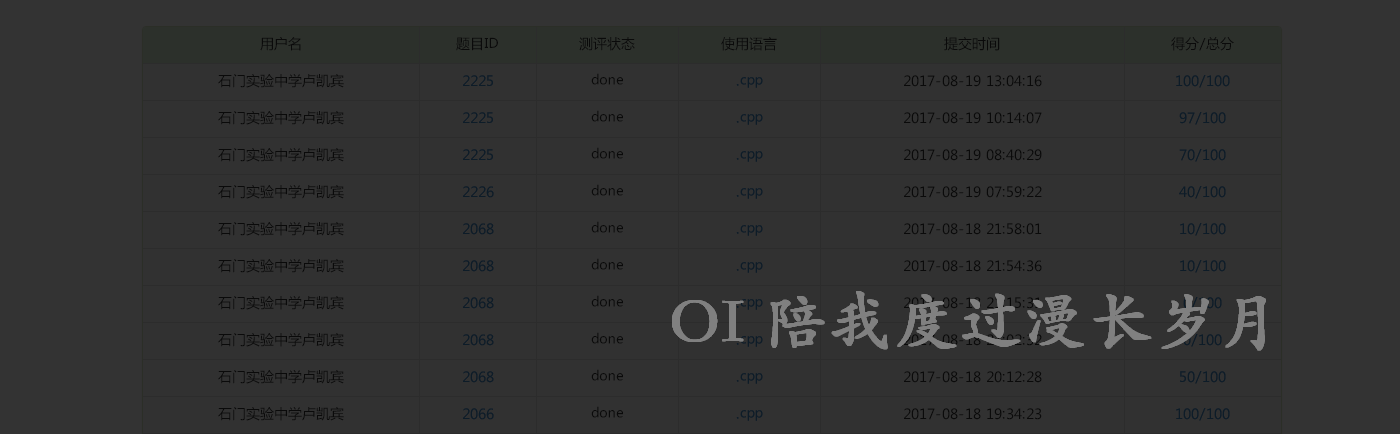 用户名 题目ID 测评状态 使用语言 提交时间 得分/总分
石门实验中学卢凯宾 2225 done .cpp 2017-08-19 13:04:16 100/100
石门实验中学卢凯宾 2225 done .cpp 2017-08-19 10:14:07 97/100
石门实验中学卢凯宾 2225 done .cpp 2017-08-19 08:40:29 70/100
石门实验中学卢凯宾 2226 done .cpp 2017-08-19 07:59:22 40/100
石门实验中学卢凯宾 2068 done .cpp 2017-08-18 21:58:01 10/100
石门实验中学卢凯宾 2068 done .cpp 2017-08-18 21:54:36 10/100
石门实验中学卢凯宾 2068 done
OI 陪我度过漫长岁月
石门实验中学卢凯宾 2068 done
石门实验中学卢凯宾 2068 done .cpp 2017-08-18 20:12:28 50/100
石门实验中学卢凯宾 2066 done .cpp 2017-08-18 19:34:23 100/100